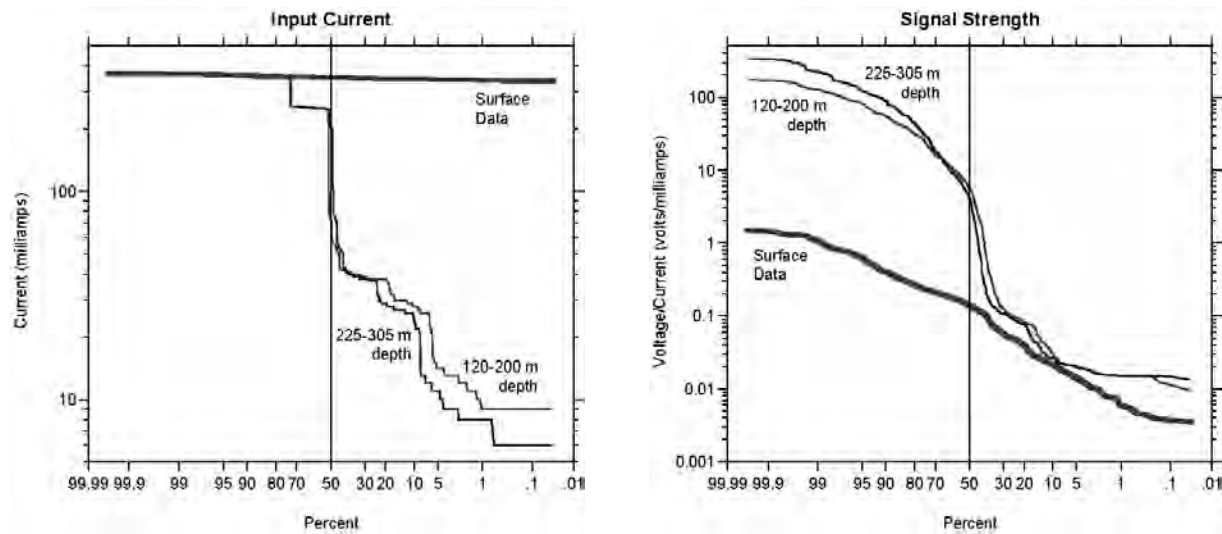 Input Current
Current (milliamps)
100
10
Surface
Data
225-305 m
depth
120-200 m
depth
99.99 99.9 99 95 90 80 70 50 30 20 10 5 1 .1 .01
Percent
Signal Strength
Voltage/Current (volts/milliamps)
100
10
1
0.1
0.01
0.001
225-305 m
depth
120-200 m
depth
Surface
Data
99.99 99.9 99 95 90 80 70 50 30 20 10 5 1 .1 .01
Percent